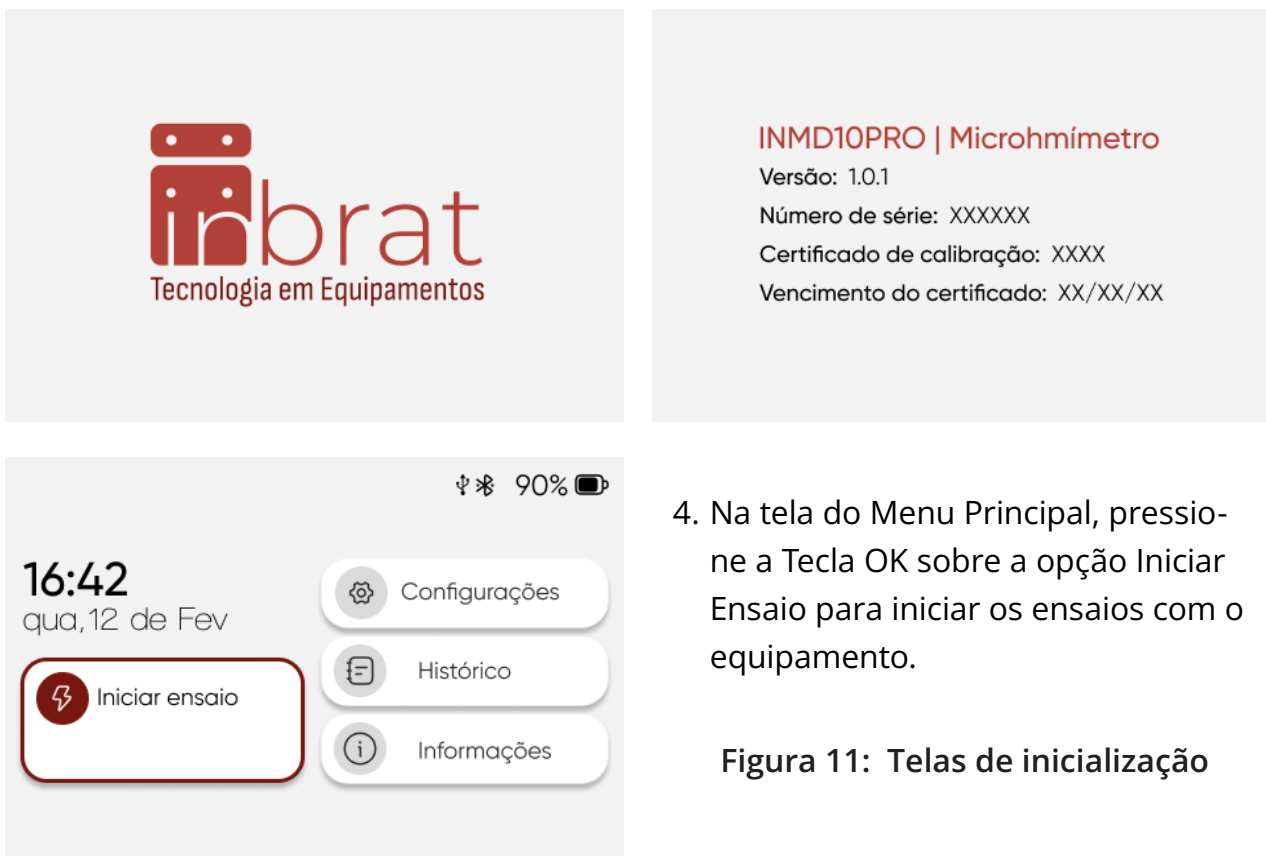 inbrat
Tecnologia em Equipamentos
INMD10PRO | Microhmímetro
Versão: 1.0.1
Número de série: XXXXXX
Certificado de calibração: XXXX
Vencimento do certificado: XX/XX/XX
90%
16:42
qua,12 de Fev
Iniciar ensaio
Configurações
Histórico
Informações
4. Na tela do Menu Principal, pressio-
ne a Tecla OK sobre a opção Iniciar
Ensaio para iniciar os ensaios com o
equipamento.
Figura 11: Telas de inicialização